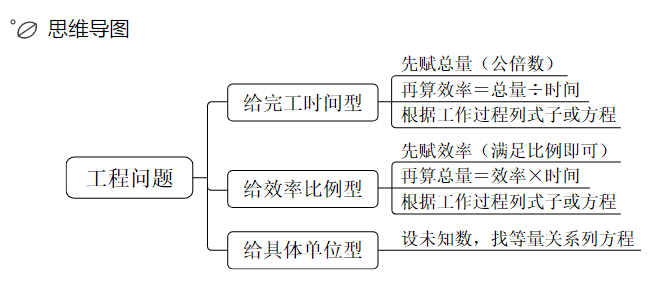 思维导图
先赋总量（公倍数）
给完工时间型
再算效率＝总量÷时间
根据工作过程列式子或方程
先赋效率（满足比例即可）
工程问题
给效率比例型
再算总量＝效率×时间
根据工作过程列式子或方程
给具体单位型
设未知数，找等量关系列方程